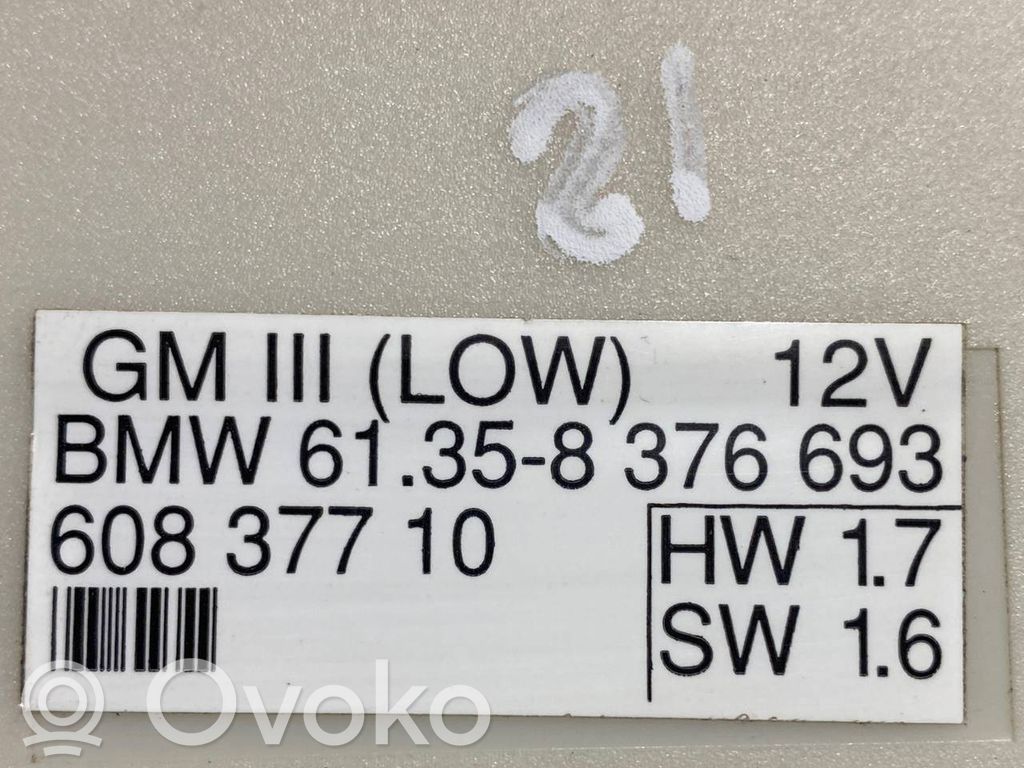 21
GM III (LOW) 12V
BMW 61.35-8 376 693
608 377 10
HW 1.7
SW 1.6
Ovoko